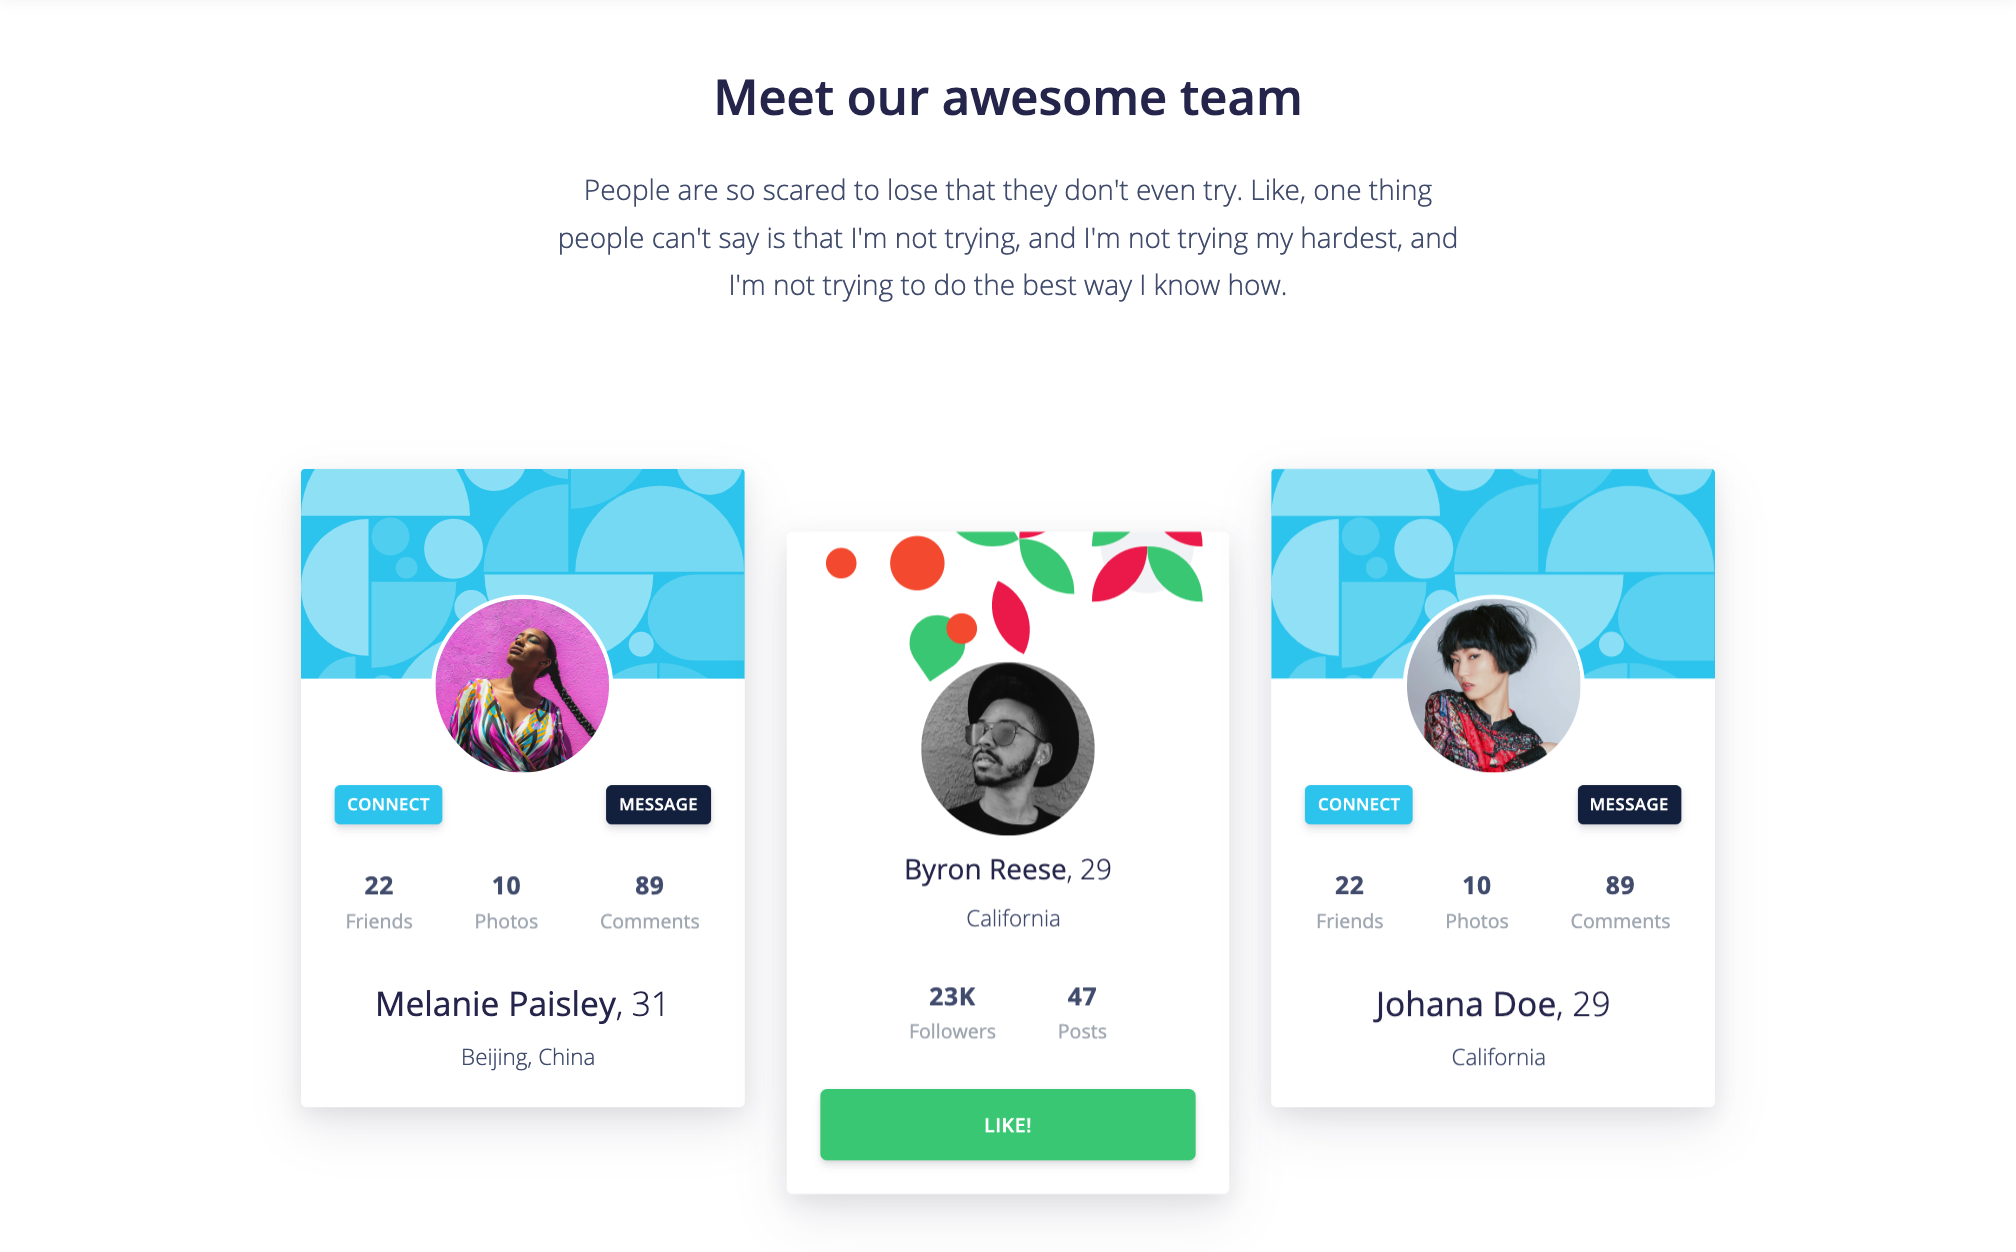 Meet our awesome team
People are so scared to lose that they don't even try. Like, one thing
people can't say is that I'm not trying, and I'm not trying my hardest, and
I'm not trying to do the best way I know how.
CONNECT
MESSAGE
22 10 89
Friends Photos Comments
Melanie Paisley, 31
Beijing, China
Byron Reese, 29
California
23K 47
Followers Posts
LIKE!
CONNECT
MESSAGE
22 10 89
Friends Photos Comments
Johana Doe, 29
California